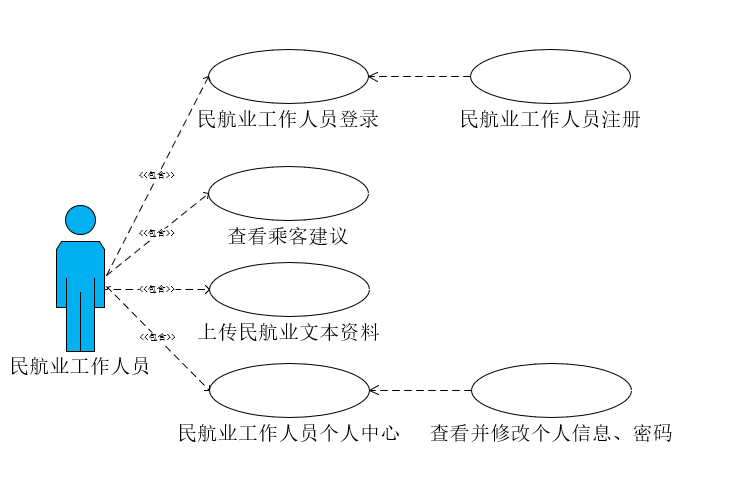 民航业工作人员登录
民航业工作人员注册
<<包含>>
<<包含>>
查看乘客建议
<<包含>>
上传民航业文本资料
<<包含>>
民航业工作人员
民航业工作人员个人中心
查看并修改个人信息、密码